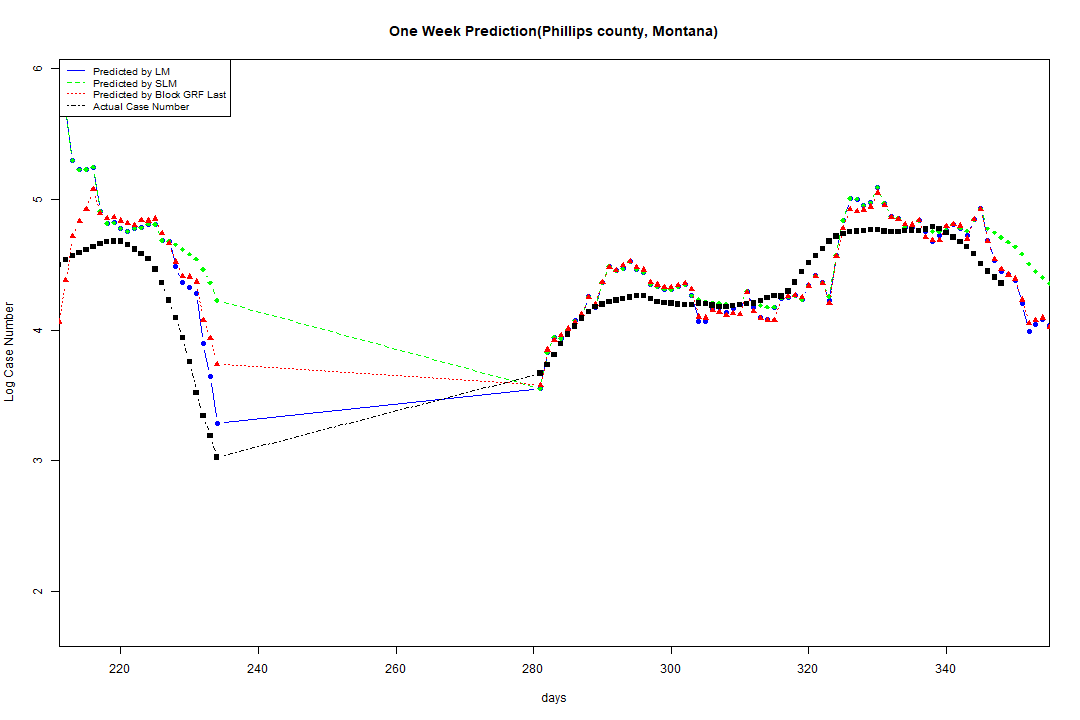 One Week Prediction(Phillips county, Montana)
Predicted by LM
Predicted by SLM
Predicted by Block GRF Last
Actual Case Number
6
5
4
3
2
Log Case Number
220
240
260
280
300
320
340
days